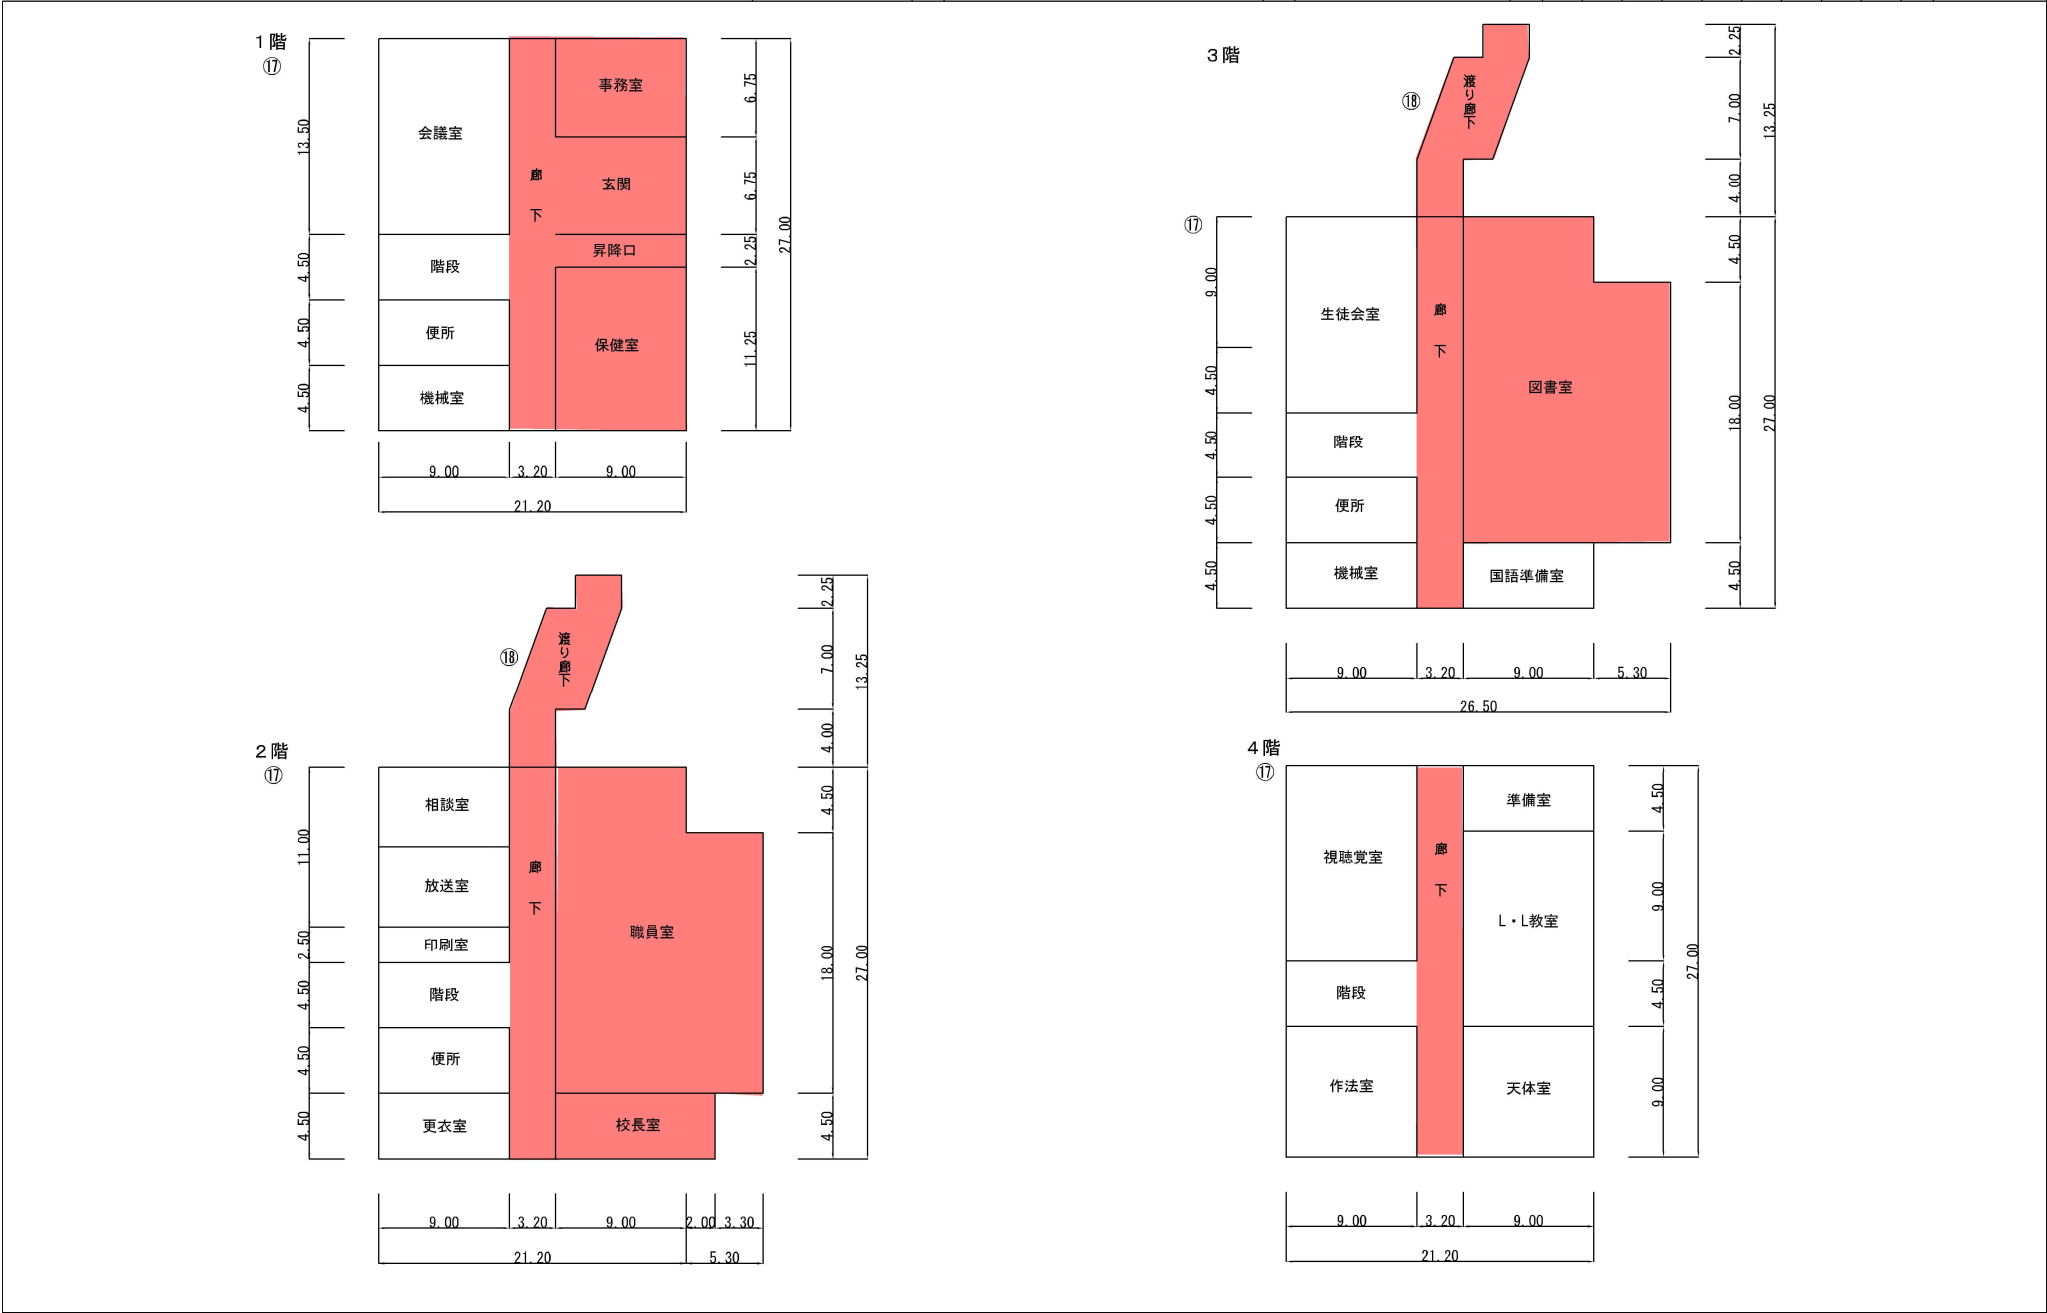 1階
⑰
会議室
事務室
廊下
玄関
昇降口
階段
便所
保健室
機械室
13.50
4.50
4.50
4.50
6.75
6.75
2.25
11.25
27.00
9.00
3.20
9.00
21.20
2階
⑰
⑱
渡り廊下
相談室
放送室
印刷室
階段
便所
更衣室
廊下
職員室
校長室
11.00
2.50
4.50
4.50
4.50
2.25
7.00
4.00
13.25
4.50
18.00
4.50
27.00
9.00
3.20
9.00
2.00
3.30
21.20
5.30
3階
⑱
渡り廊下
⑰
生徒会室
廊下
図書室
階段
便所
機械室
国語準備室
9.00
4.50
4.50
4.50
4.50
2.25
7.00
4.00
13.25
4.50
18.00
4.50
27.00
9.00
3.20
9.00
5.30
26.50
4階
⑰
視聴覚室
廊下
準備室
L・L教室
階段
作法室
天体室
4.50
9.00
4.50
9.00
27.00
9.00
3.20
9.00
21.20